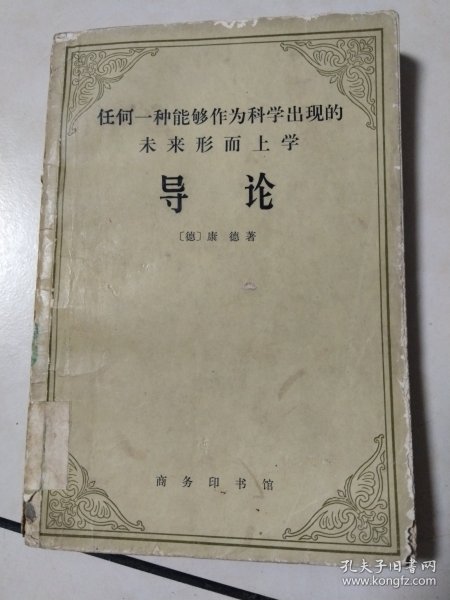 任何一种能够作为科学出现的
未来形而上学
导论
〔德〕康德著
商务印书馆
孔夫子旧书网
www.kongfz.com